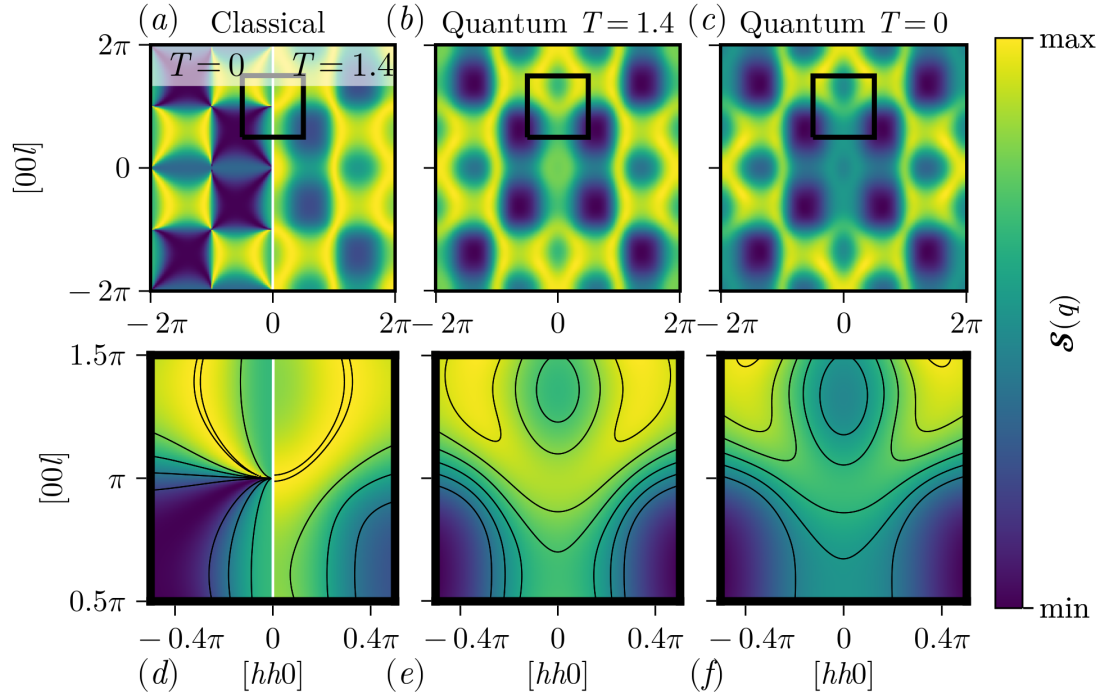 (a) Classical (b) Quantum T = 1.4 (c) Quantum T = 0
2π
T = 0 T = 1.4
[00l]
0
− 2π
− 2π 0 2π − 2π 0 2π − 2π 0 2π
max
𝓢(q)
min
1.5π
[00l]
π
0.5π
− 0.4π 0 0.4π − 0.4π 0 0.4π − 0.4π 0 0.4π
(d) [hh0] (e) [hh0] (f) [hh0]